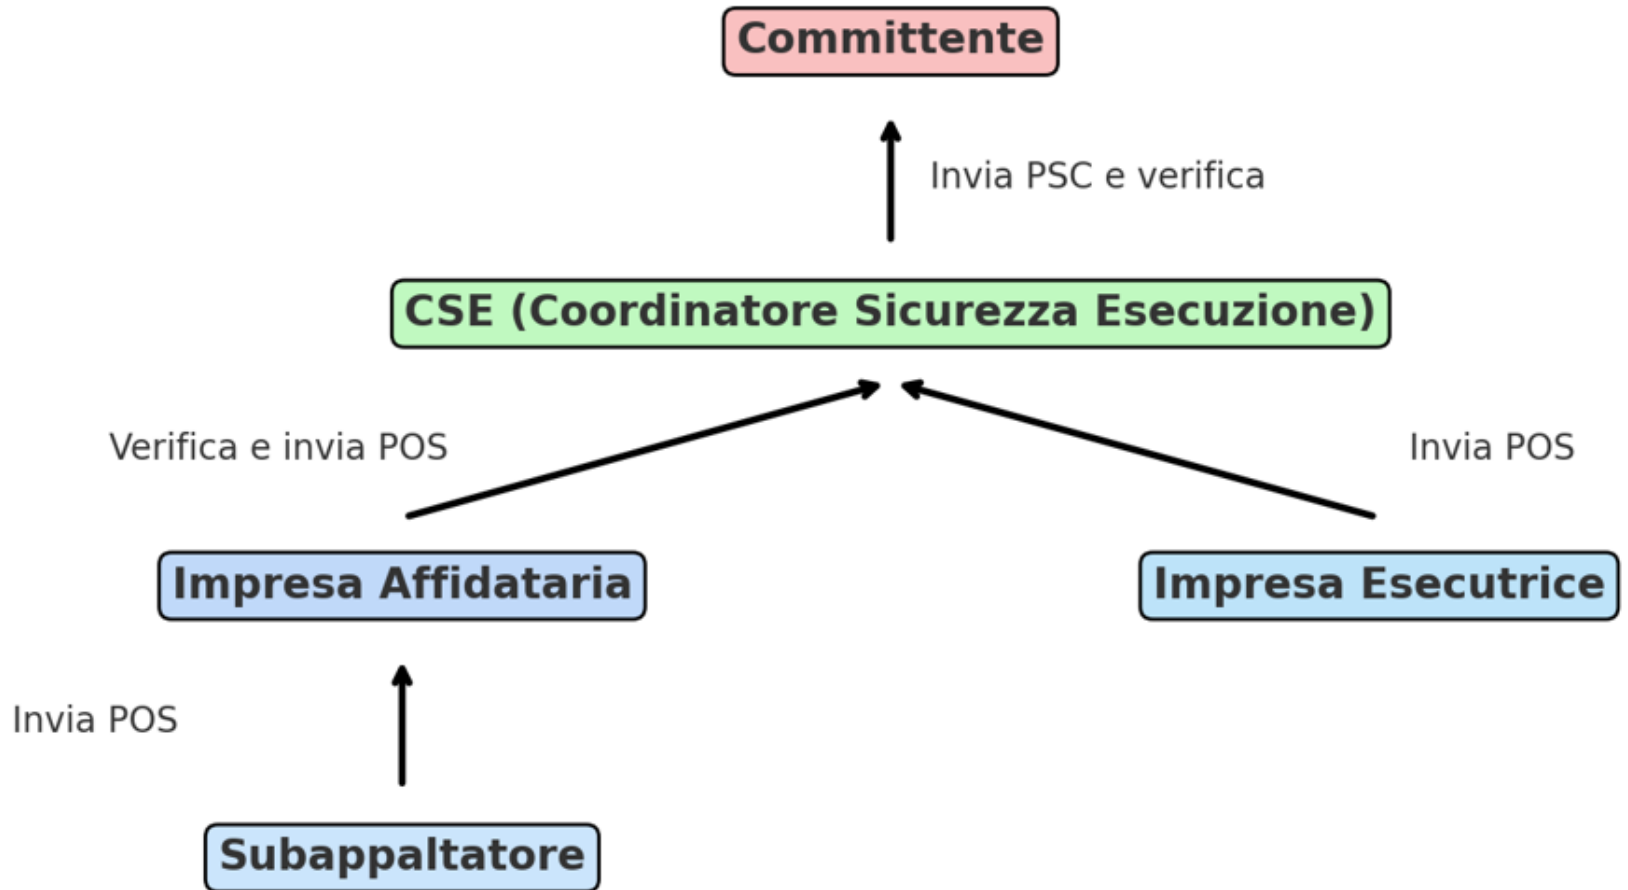 Committente
Invia PSC e verifica
CSE (Coordinatore Sicurezza Esecuzione)
Verifica e invia POS
Invia POS
Impresa Affidataria
Impresa Esecutrice
Invia POS
Subappaltatore